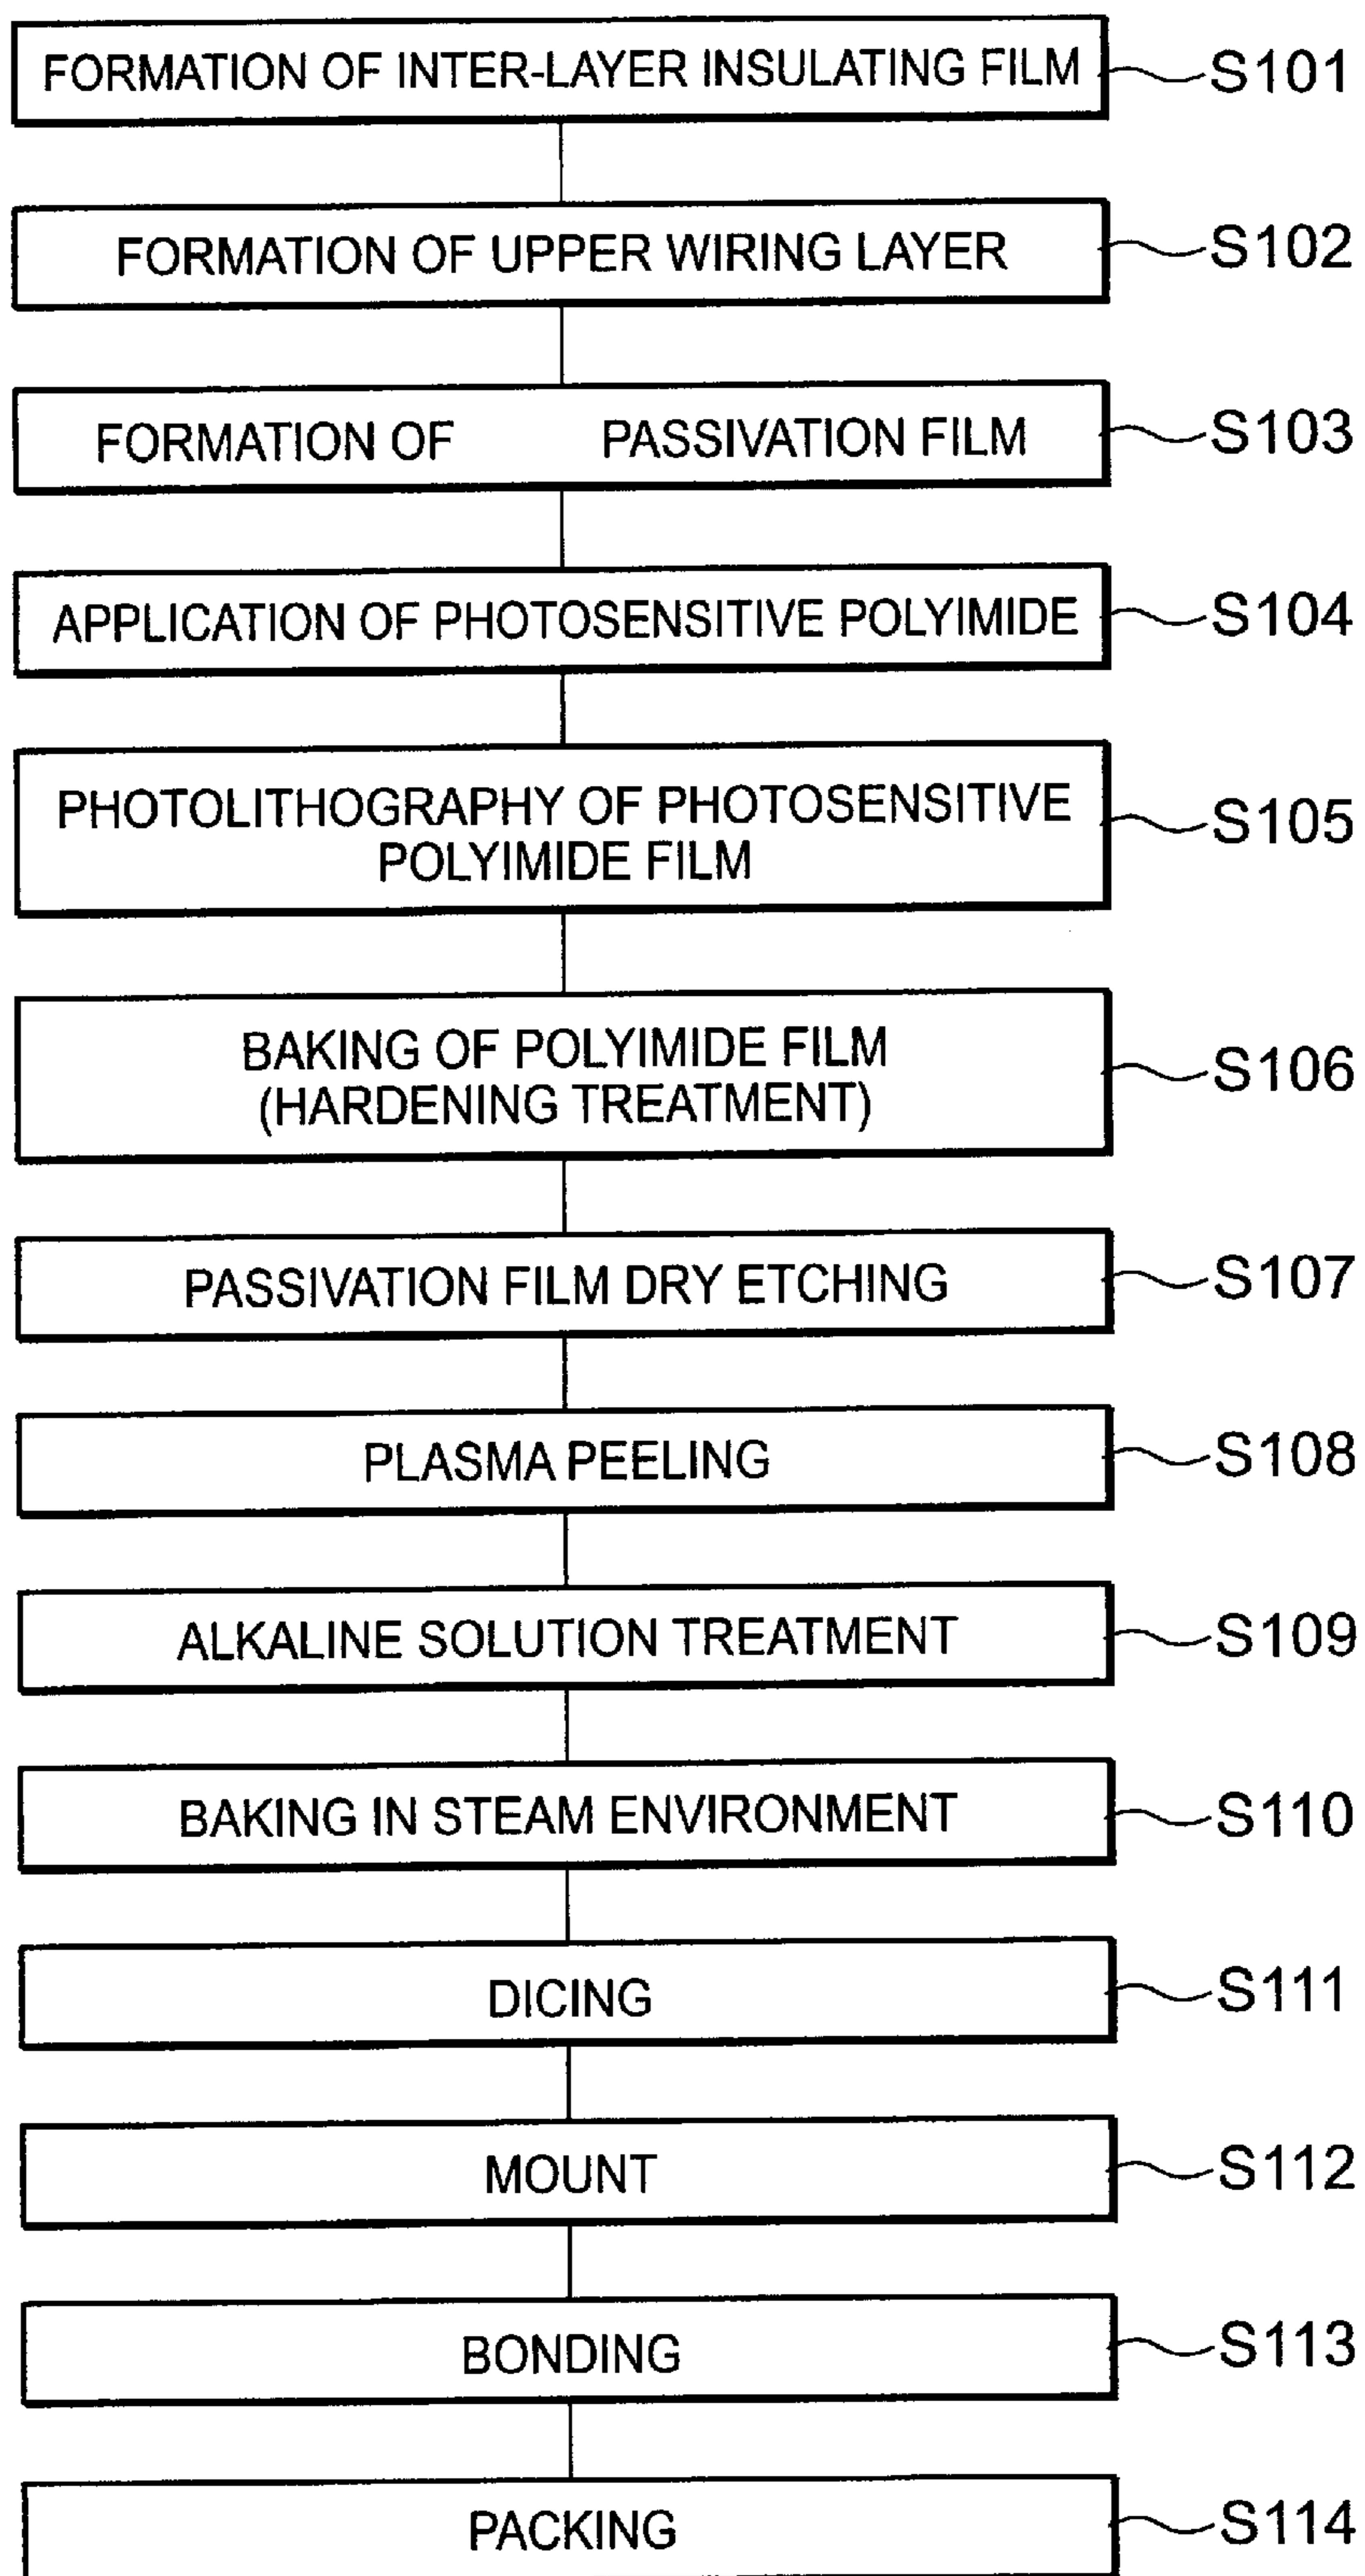 FORMATION OF INTER-LAYER INSULATING FILM S101
FORMATION OF UPPER WIRING LAYER S102
FORMATION OF PASSIVATION FILM S103
APPLICATION OF PHOTOSENSITIVE POLYIMIDE S104
PHOTOLITHOGRAPHY OF PHOTOSENSITIVE S105
POLYIMIDE FILM
BAKING OF POLYIMIDE FILM S106
(HARDENING TREATMENT)
PASSIVATION FILM DRY ETCHING S107
PLASMA PEELING S108
ALKALINE SOLUTION TREATMENT S109
BAKING IN STEAM ENVIRONMENT S110
DICING S111
MOUNT S112
BONDING S113
PACKING S114